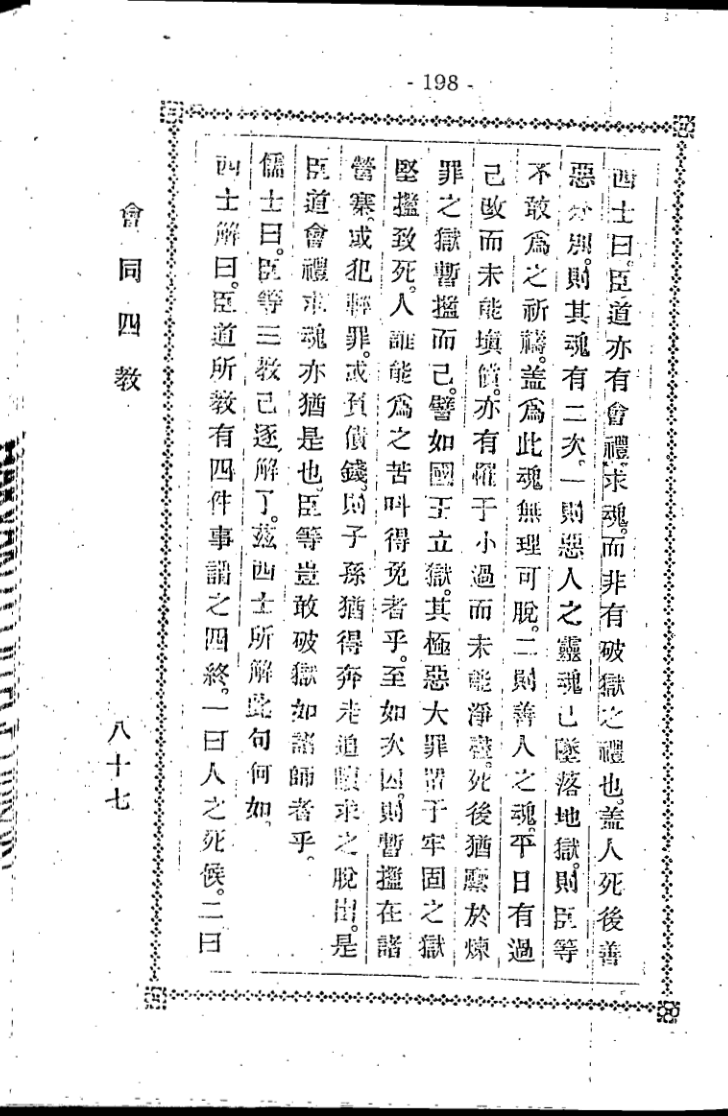 - 198 -
西士曰。臣道亦有會禮求魂。而非有破獄之禮也。盖人死後善
惡分別。則其魂有二次。一則惡人之靈魂已墜落地獄。則臣等
不敢爲之祈禱。盖爲此魂無理可脫。二則善人之魂。平日有過
己改而未能塡償。亦有罹于小過而未能淨盡。死後猶壓於煉
罪之獄暫搵而己。譬如國王立獄。其極惡大罪畱于牢固之獄
堅搵致死。人誰能爲之苦叫得免者乎。至如次囚。則暫搵在諸
營寨。或犯輕罪。或負債錢。則子孫猶得奔走追願求之脫出。是
臣道會禮求魂亦猶是也。臣等豈敢破獄如諸師者乎。
儒士曰。臣等三教己逐解了。茲西士所解此句何如。
西士解曰。臣道所教有四件事謂之四終。一曰人之死候。二曰
會同四教
八十七